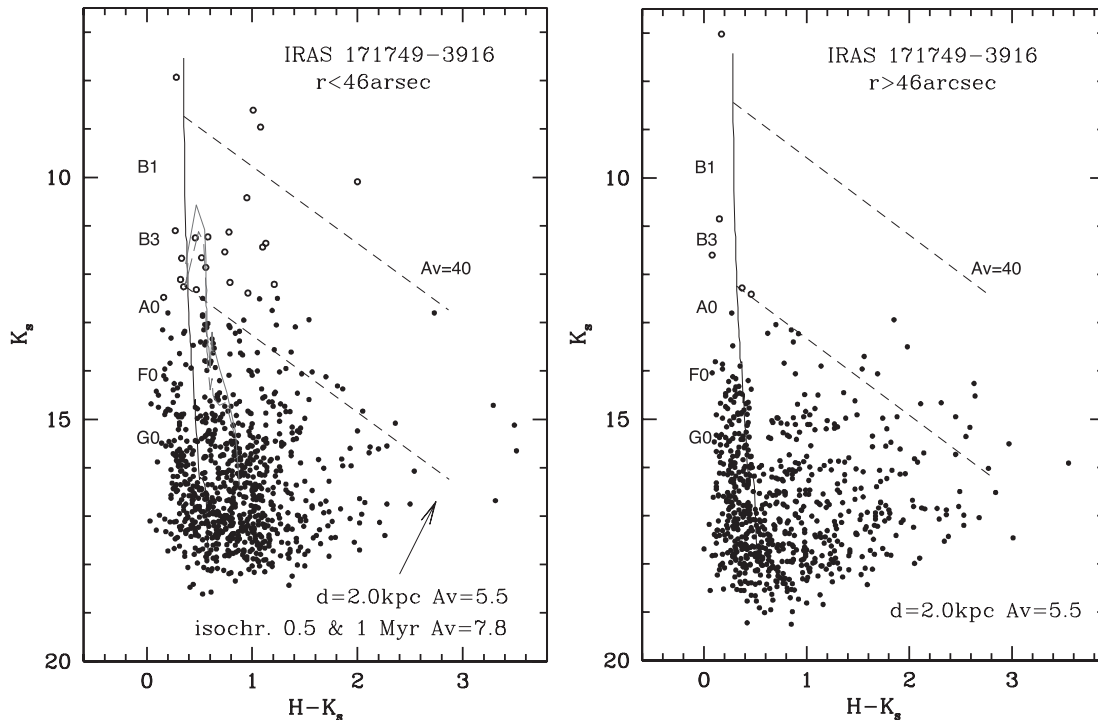 IRAS 171749-3916
r<46arsec
B1
B3
A0
F0
G0
Av=40
d=2.0kpc Av=5.5
isochr. 0.5 & 1 Myr Av=7.8
10
15
20
K_s
0
1
2
3
H-K_s
IRAS 171749-3916
r>46arcsec
B1
B3
A0
F0
G0
Av=40
d=2.0kpc Av=5.5
10
15
20
K_s
0
1
2
3
H-K_s